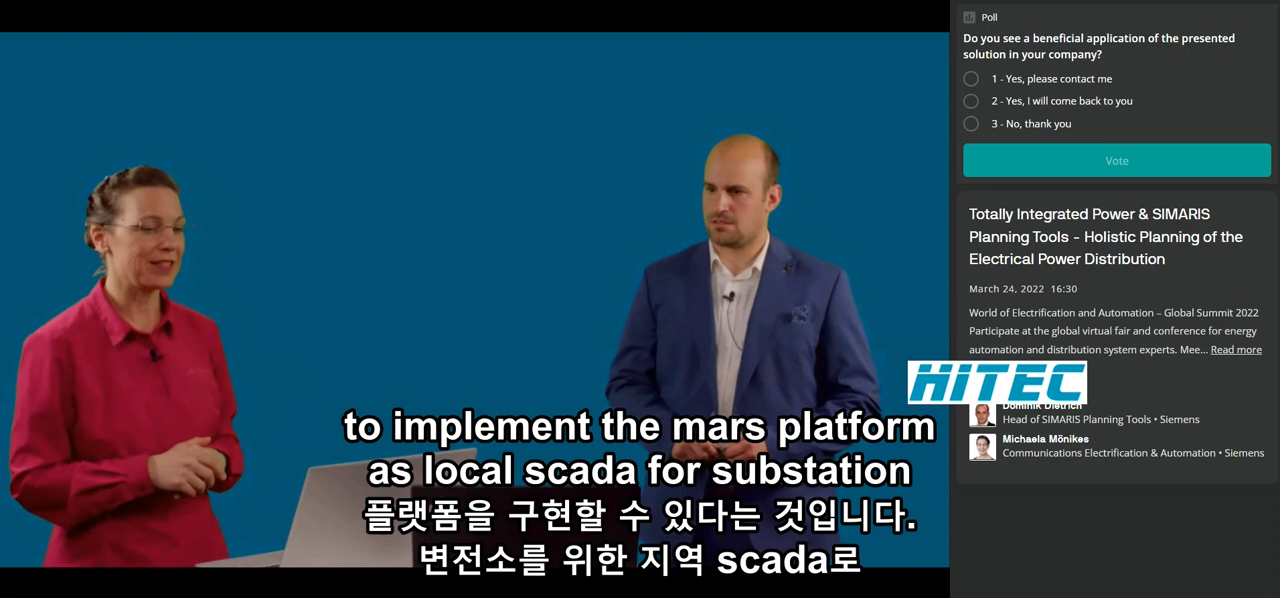 Poll
Do you see a beneficial application of the presented
solution in your company?
1 - Yes, please contact me
2 - Yes, I will come back to you
3 - No, thank you
Vote
Totally Integrated Power & SIMARIS
Planning Tools - Holistic Planning of the
Electrical Power Distribution
March 24, 2022 16:30
World of Electrification and Automation – Global Summit 2022
Participate at the global virtual fair and conference for energy
automation and distribution system experts. Mee... Read more
HITEC
Dominik Dietrich
Head of SIMARIS Planning Tools • Siemens
Michaela Mönikes
Communications Electrification & Automation • Siemens
to implement the mars platform
as local scada for substation
플랫폼을 구현할 수 있다는 것입니다.
변전소를 위한 지역 scada로